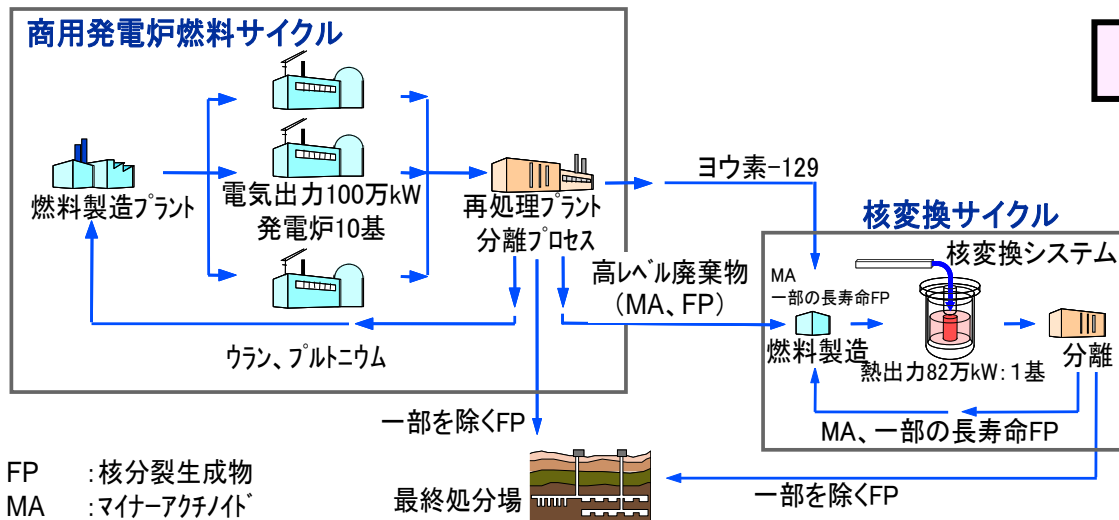 商用発電炉燃料サイクル
燃料製造プラント
電気出力100万kW
発電炉10基
再処理プラント
分離プロセス
ウラン、プルトニウム
ヨウ素-129
高レベル廃棄物
(MA、FP)
核変換サイクル
核変換システム
MA
一部の長寿命FP
燃料製造
熱出力82万kW:1基
分離
MA、一部の長寿命FP
一部を除くFP
最終処分場
一部を除くFP
FP :核分裂生成物
MA :マイナーアクチノイド